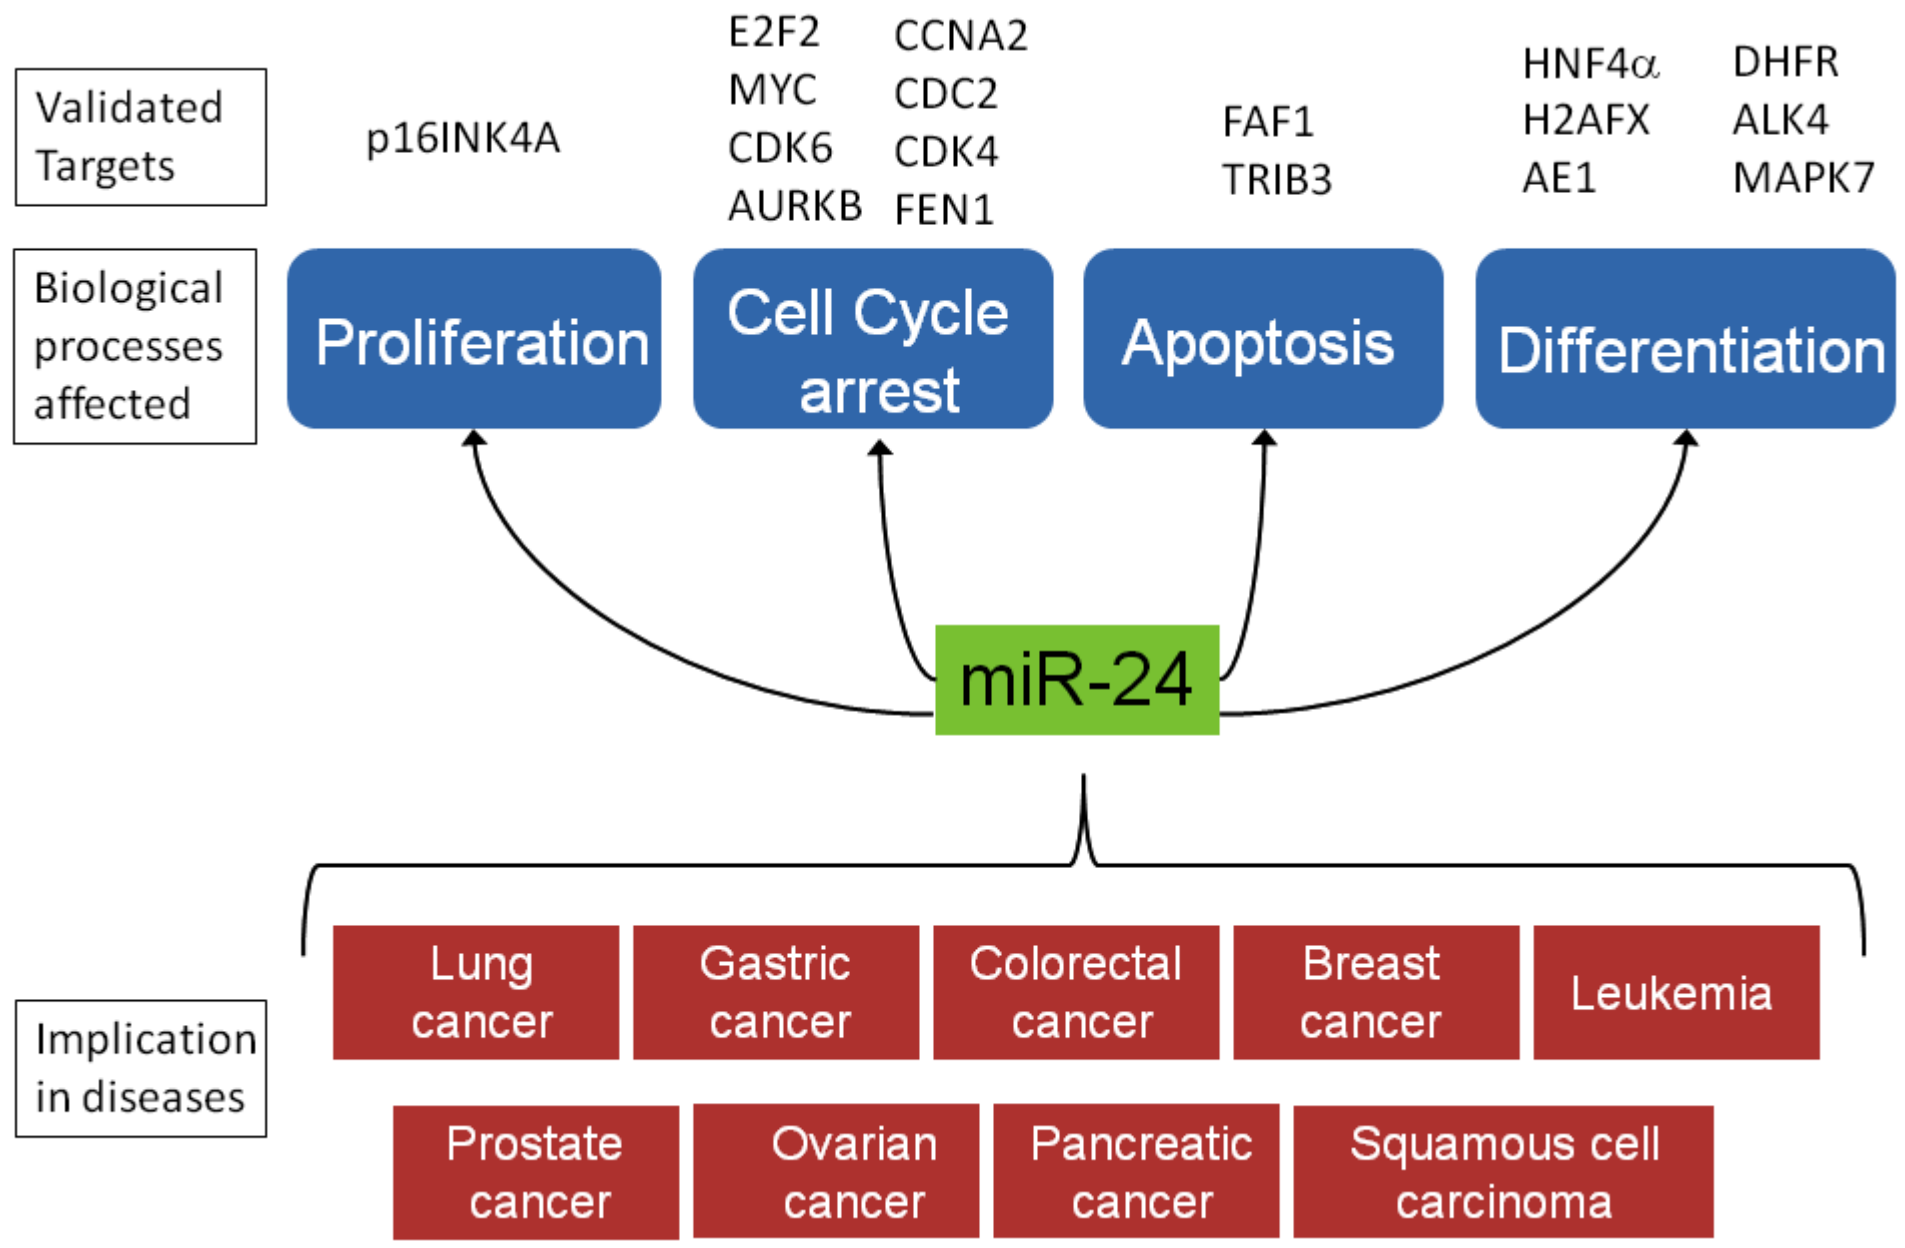 Validated
Targets
p16INK4A
E2F2
MYC
CDK6
AURKB
CCNA2
CDC2
CDK4
FEN1
FAF1
TRIB3
HNF4α
H2AFX
AE1
DHFR
ALK4
MAPK7
Biological
processes
affected
Proliferation
Cell Cycle
arrest
Apoptosis
Differentiation
miR-24
Implication
in diseases
Lung
cancer
Gastric
cancer
Colorectal
cancer
Breast
cancer
Leukemia
Prostate
cancer
Ovarian
cancer
Pancreatic
cancer
Squamous cell
carcinoma